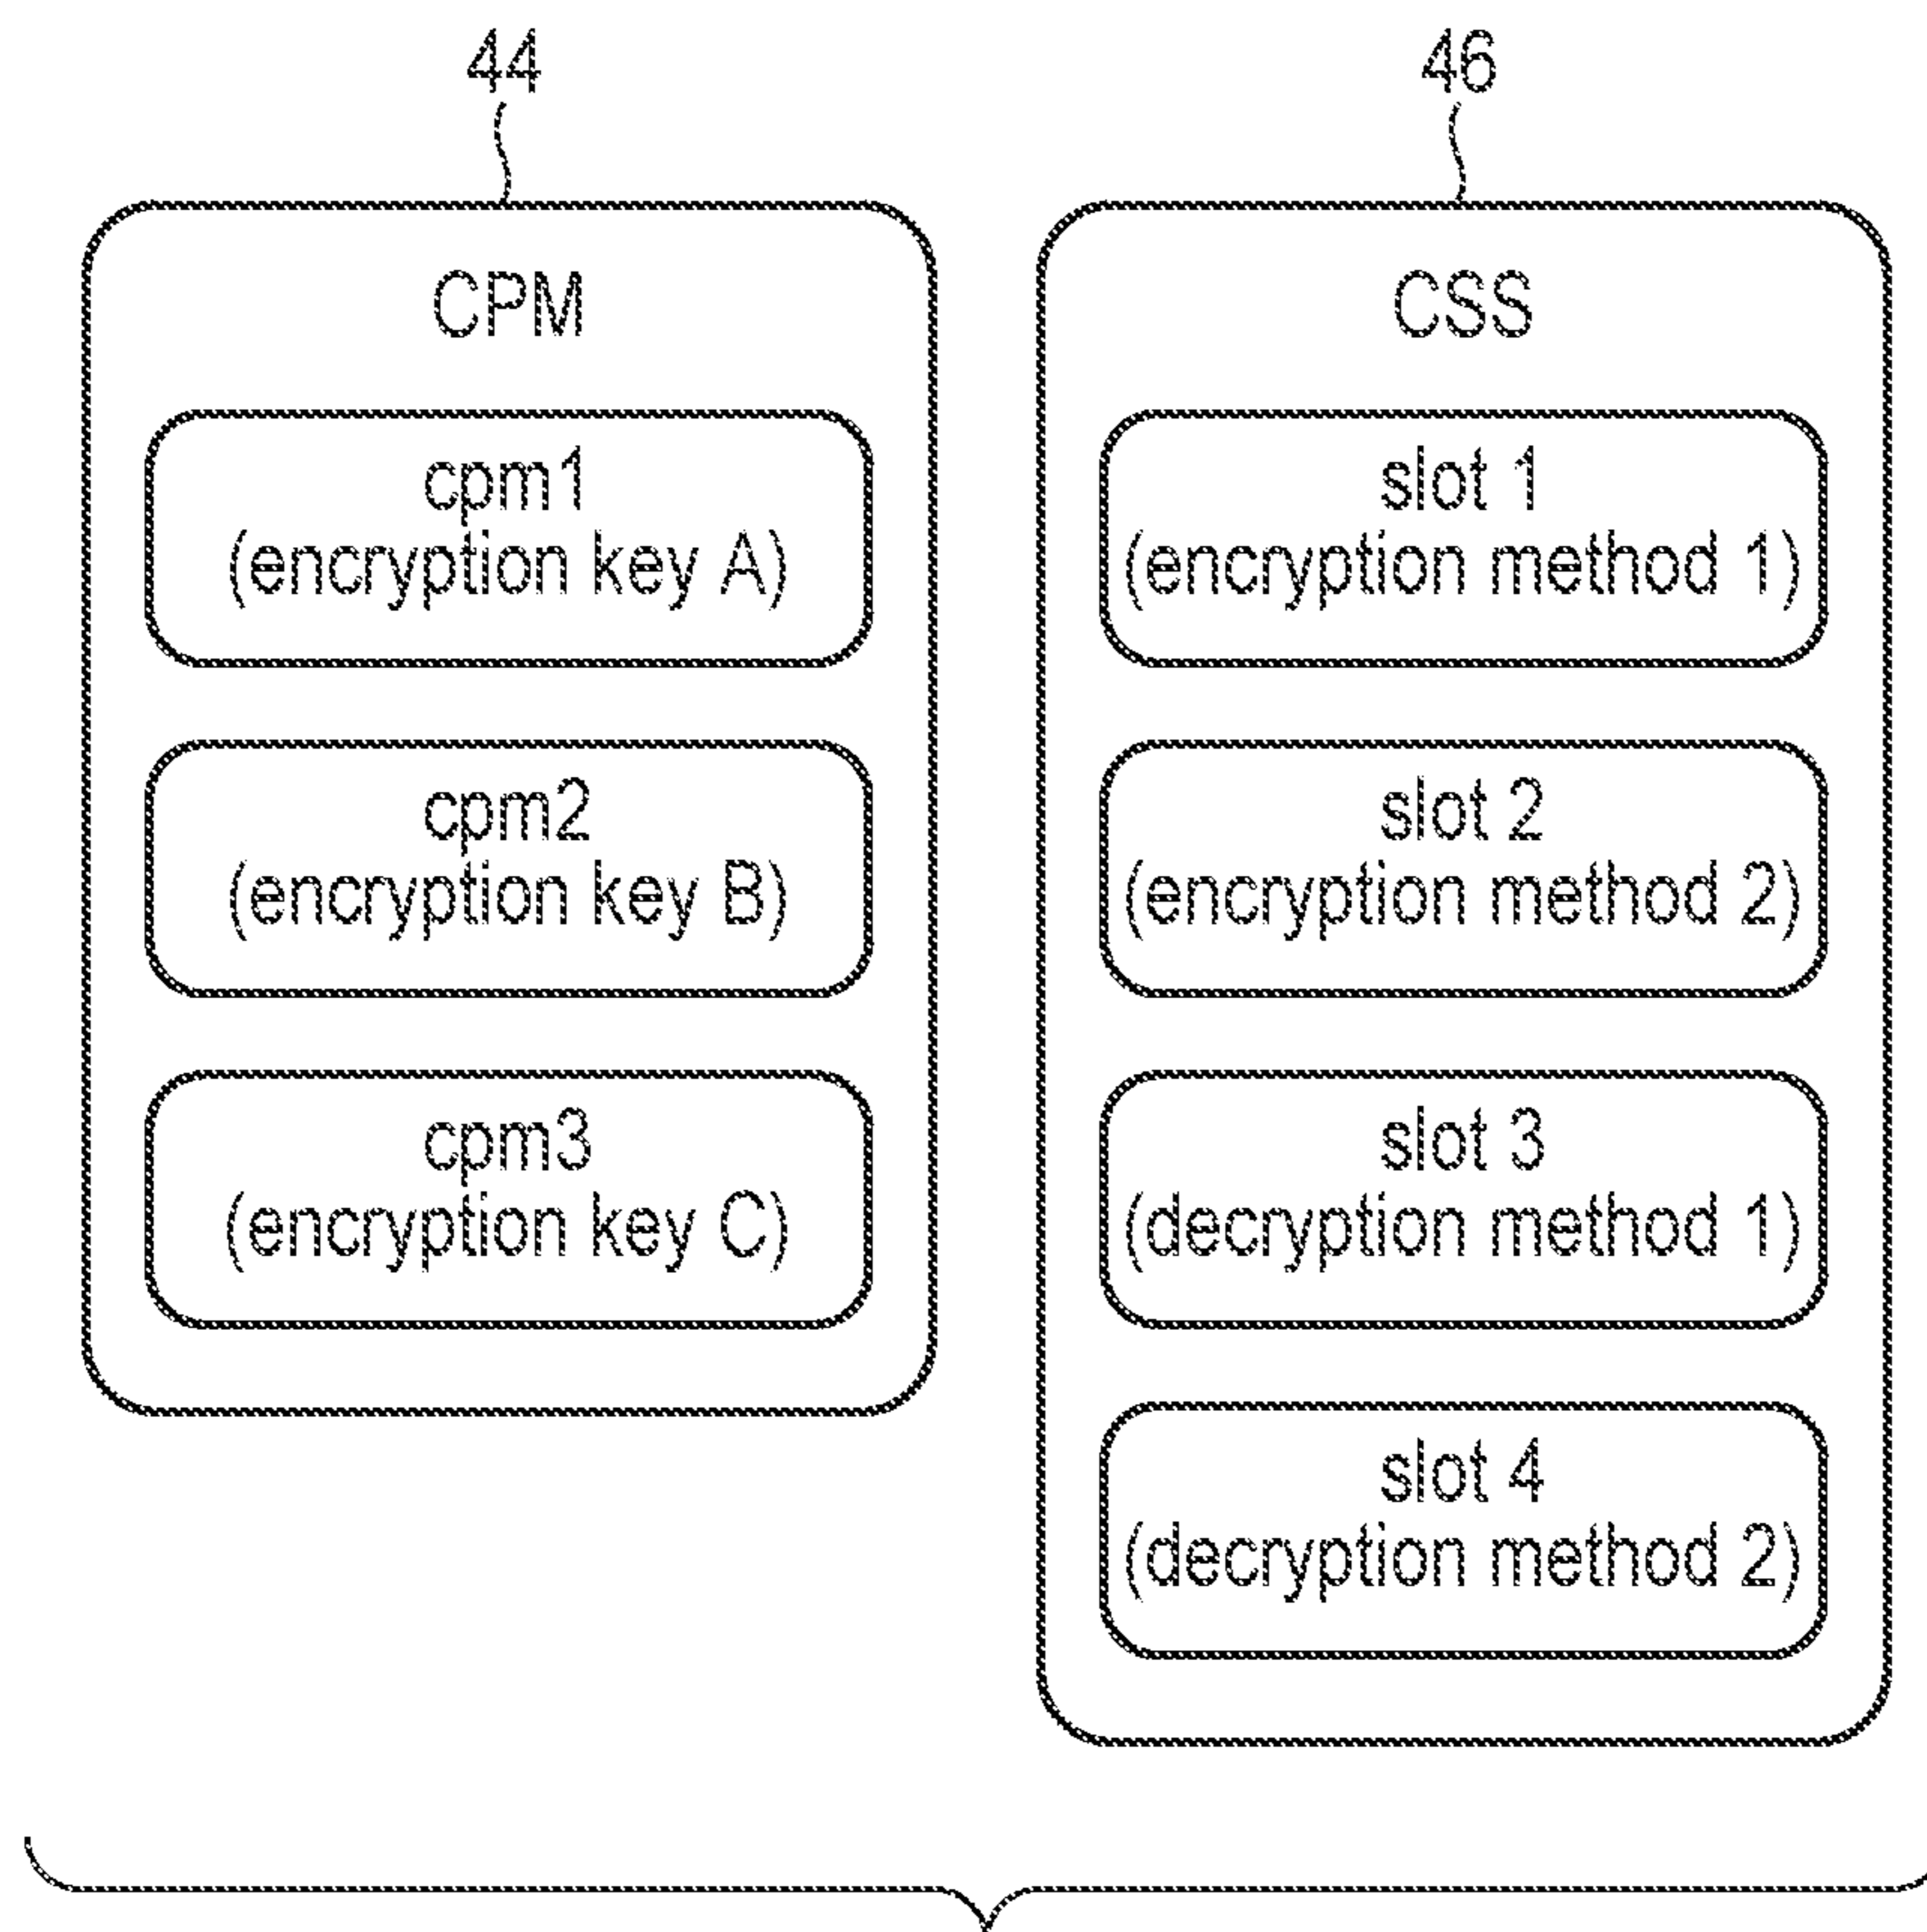 44
CPM
cpm1
(encryption key A)
cpm2
(encryption key B)
cpm3
(encryption key C)
46
CSS
slot 1
(encryption method 1)
slot 2
(encryption method 2)
slot 3
(decryption method 1)
slot 4
(decryption method 2)